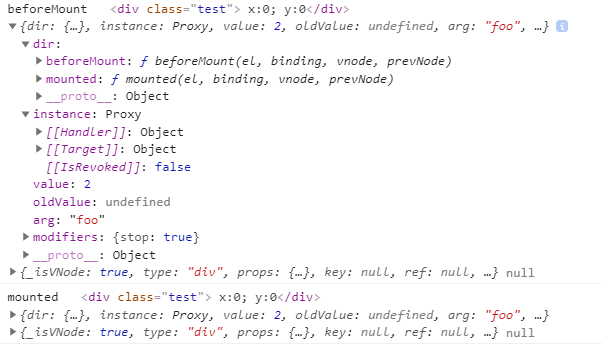 beforeMount <div class="test"> x:0; y:0</div>
▼{dir: {…}, instance: Proxy, value: 2, oldValue: undefined, arg: "foo", …} i
▼dir:
▶beforeMount: ƒ beforeMount(el, binding, vnode, prevNode)
▶mounted: ƒ mounted(el, binding, vnode, prevNode)
▶__proto__: Object
▼instance: Proxy
▶[[Handler]]: Object
▶[[Target]]: Object
[[IsRevoked]]: false
value: 2
oldValue: undefined
arg: "foo"
▶modifiers: {stop: true}
▶__proto__: Object
▶{_isVNode: true, type: "div", props: {…}, key: null, ref: null, …} null
mounted <div class="test"> x:0; y:0</div>
▶{dir: {…}, instance: Proxy, value: 2, oldValue: undefined, arg: "foo", …}
▶{_isVNode: true, type: "div", props: {…}, key: null, ref: null, …} null